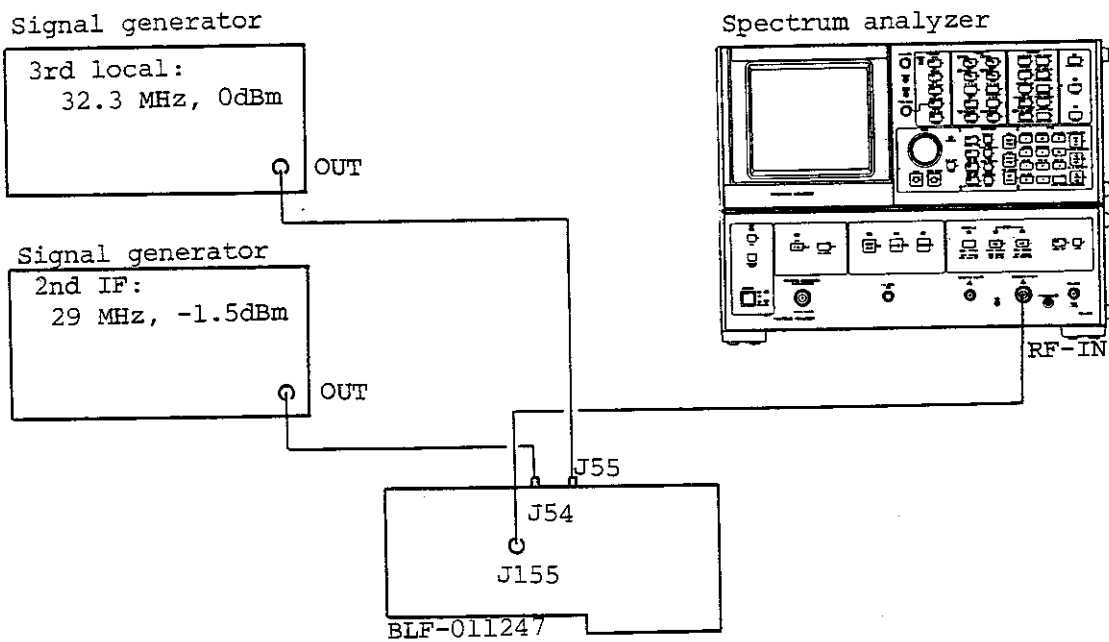 Signal generator
3rd local:
32.3 MHz, 0dBm
OUT
Spectrum analyzer
Signal generator
2nd IF:
29 MHz, -1.5dBm
OUT
RF-IN
J55
J54
J155
BLF-011247